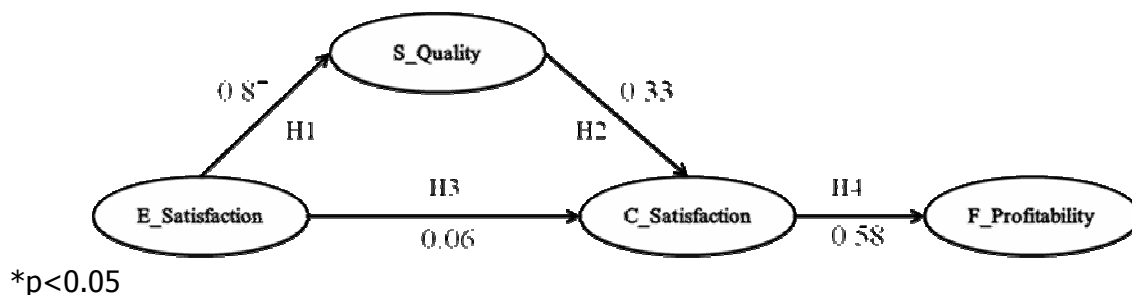 S_Quality
0.33
H1
H2
H3
H4
E_Satisfaction
C_Satisfaction
F_Profitability
0.06
0.58
*p<0.05